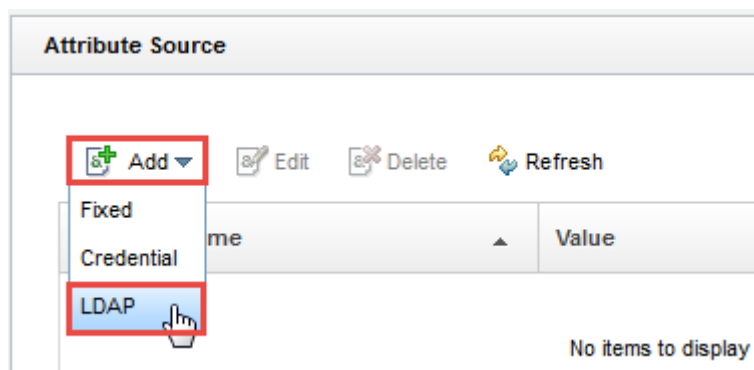 Attribute Source
Add Edit Delete Refresh
Fixed
me Value
Credential
LDAP
No items to display